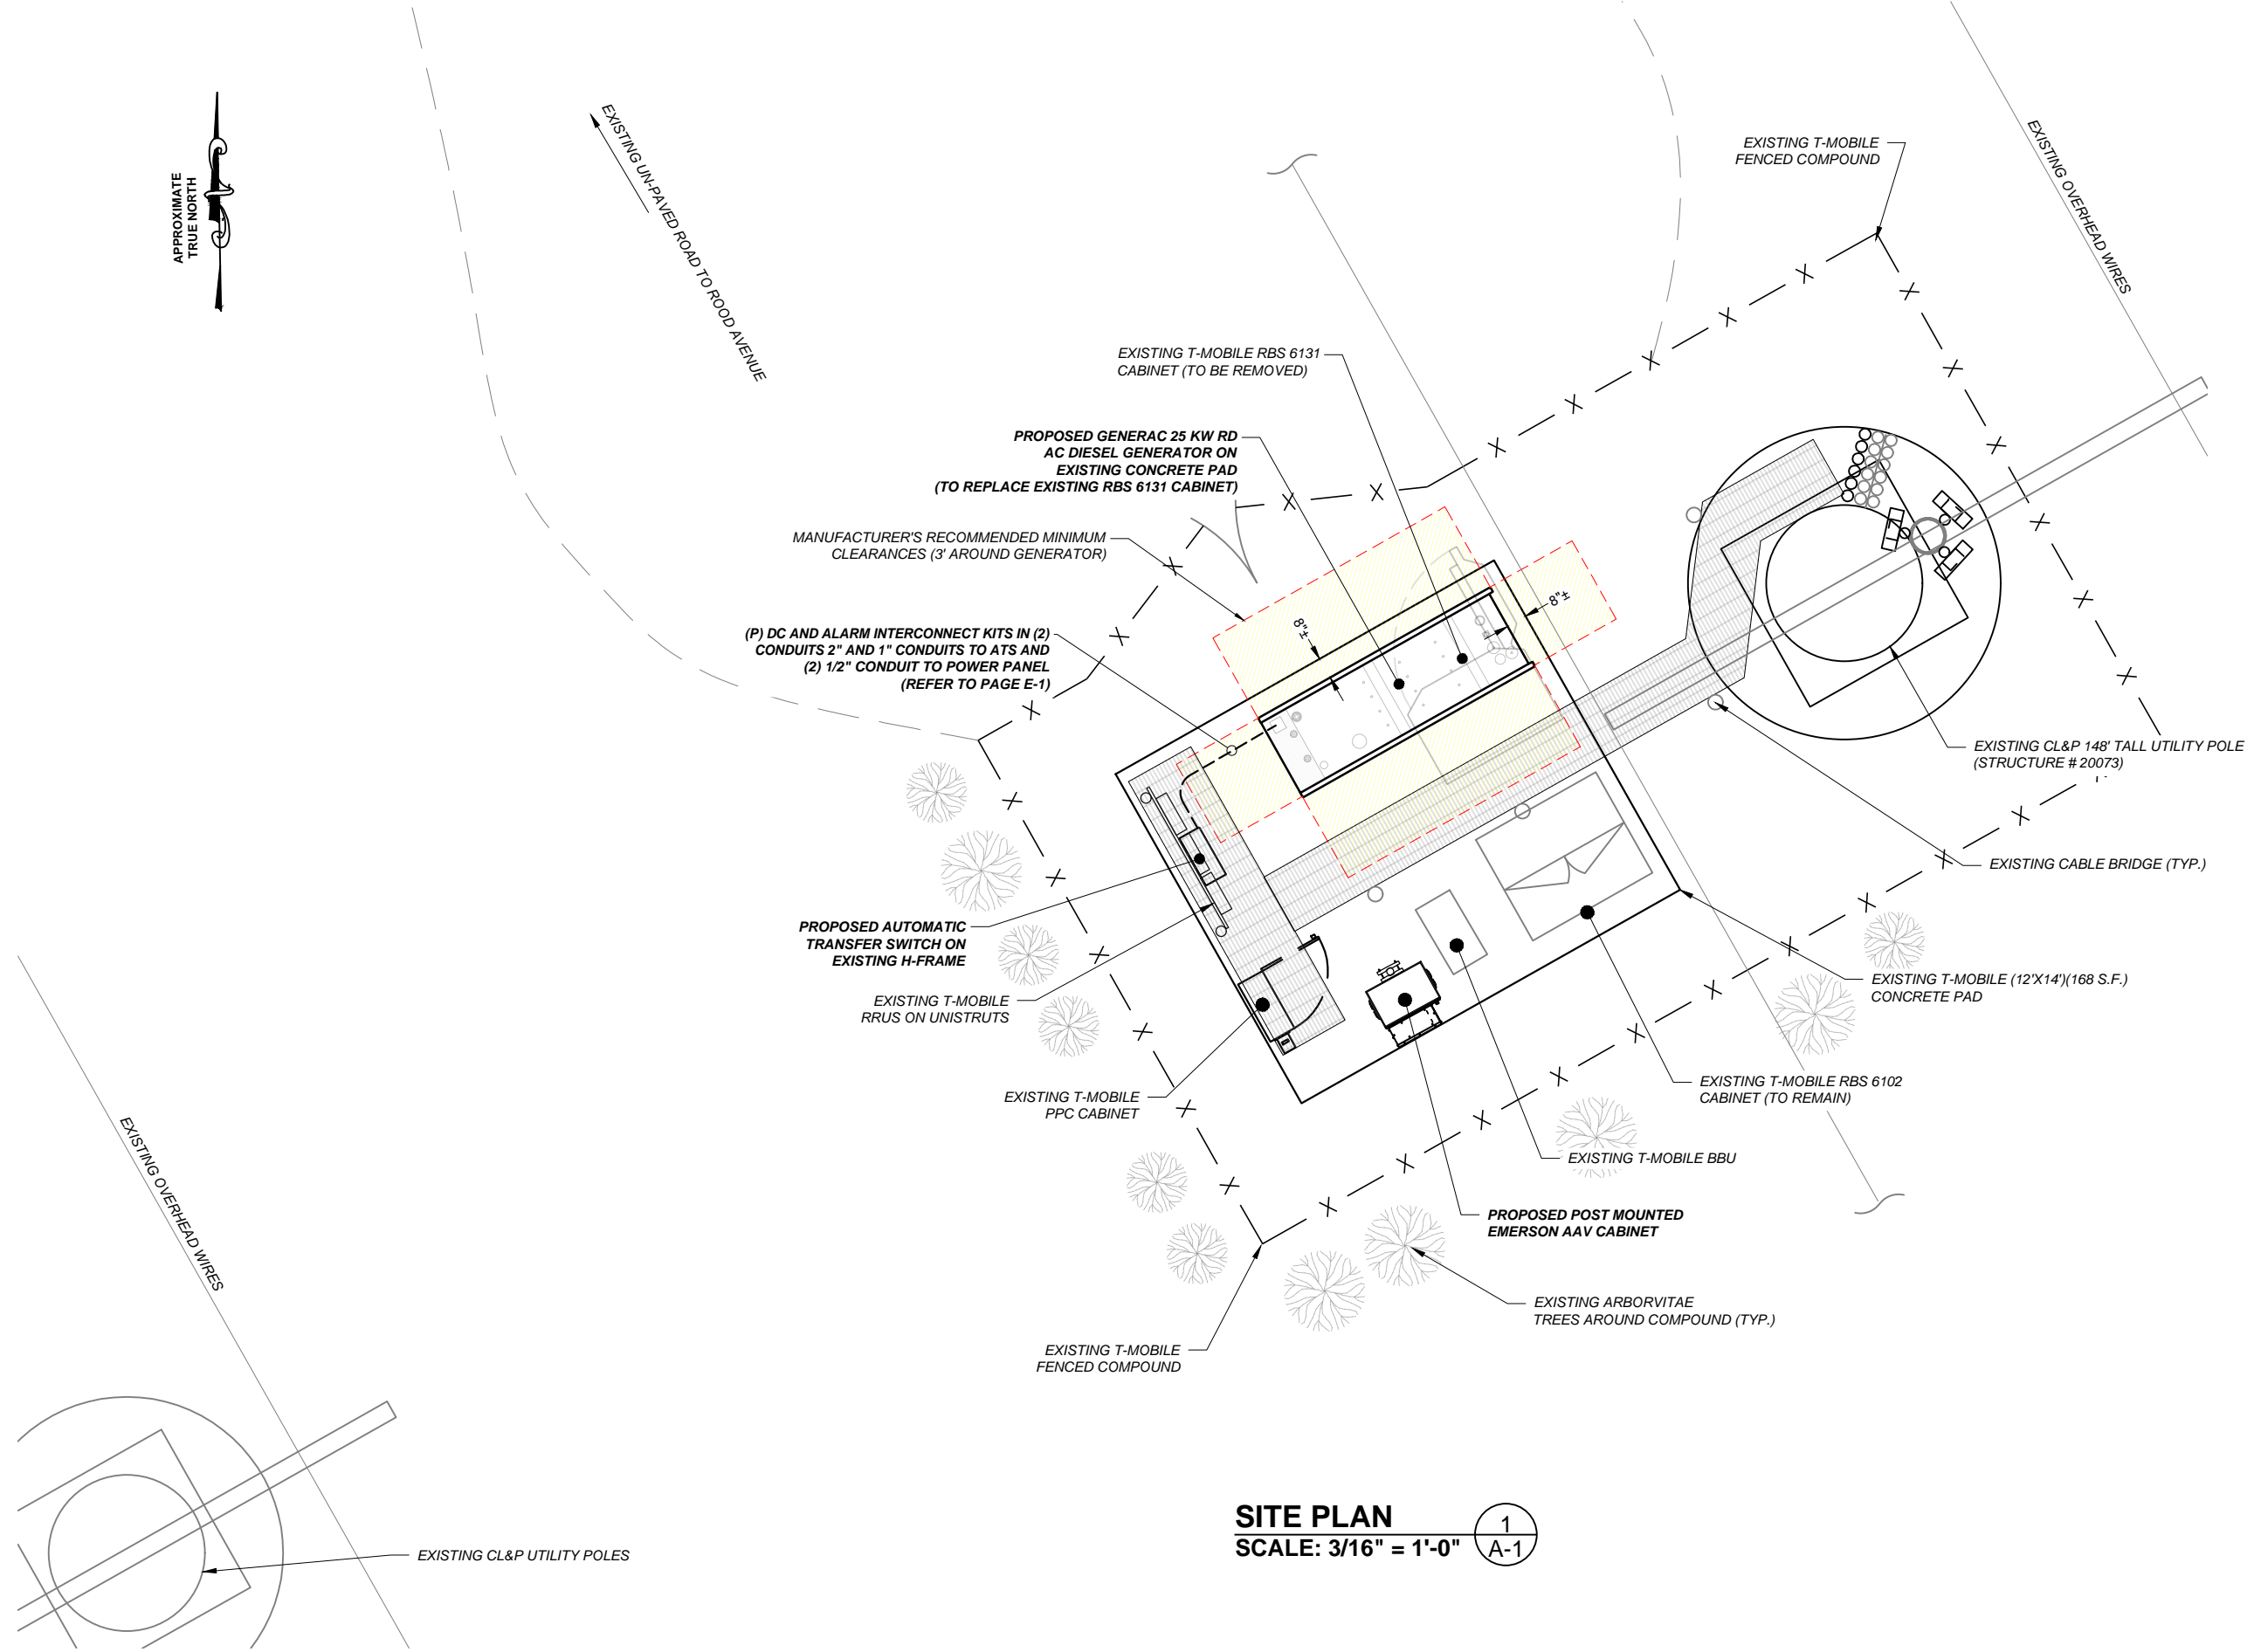 APPROXIMATE
TRUE NORTH
EXISTING UN-PAVED ROAD TO ROOD AVENUE
EXISTING T-MOBILE
FENCED COMPOUND
EXISTING OVERHEAD WIRES
EXISTING T-MOBILE RBS 6131
CABINET (TO BE REMOVED)
PROPOSED GENERAC 25 KW RD
AC DIESEL GENERATOR ON
EXISTING CONCRETE PAD
(TO REPLACE EXISTING RBS 6131 CABINET)
MANUFACTURER'S RECOMMENDED MINIMUM
CLEARANCES (3' AROUND GENERATOR)
8"±
8"±
(P) DC AND ALARM INTERCONNECT KITS IN (2)
CONDUITS 2" AND 1" CONDUITS TO ATS AND
(2) 1/2" CONDUIT TO POWER PANEL
(REFER TO PAGE E-1)
EXISTING CL&P 148' TALL UTILITY POLE
(STRUCTURE # 20073)
EXISTING CABLE BRIDGE (TYP.)
PROPOSED AUTOMATIC
TRANSFER SWITCH ON
EXISTING H-FRAME
EXISTING T-MOBILE
RRUS ON UNISTRUTS
EXISTING T-MOBILE (12'X14')(168 S.F.)
CONCRETE PAD
EXISTING T-MOBILE
PPC CABINET
EXISTING T-MOBILE RBS 6102
CABINET (TO REMAIN)
EXISTING T-MOBILE BBU
PROPOSED POST MOUNTED
EMERSON AAV CABINET
EXISTING OVERHEAD WIRES
EXISTING ARBORVITAE
TREES AROUND COMPOUND (TYP.)
EXISTING T-MOBILE
FENCED COMPOUND
EXISTING CL&P UTILITY POLES
SITE PLAN
SCALE: 3/16" = 1'-0"
1
A-1